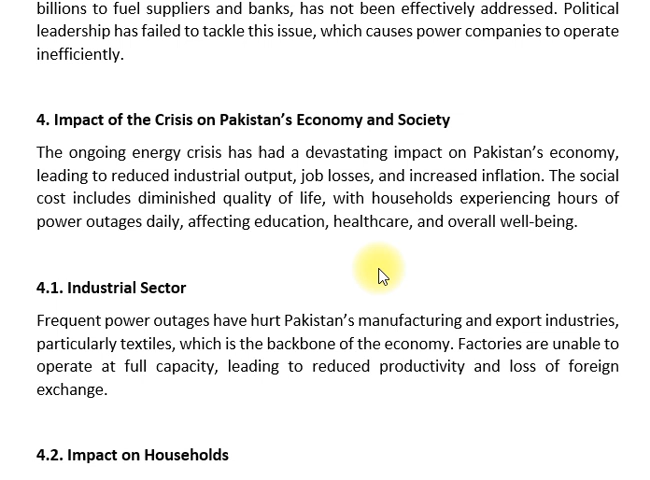 billions to fuel suppliers and banks, has not been effectively addressed. Political
leadership has failed to tackle this issue, which causes power companies to operate
inefficiently.
4. Impact of the Crisis on Pakistan’s Economy and Society
The ongoing energy crisis has had a devastating impact on Pakistan’s economy,
leading to reduced industrial output, job losses, and increased inflation. The social
cost includes diminished quality of life, with households experiencing hours of
power outages daily, affecting education, healthcare, and overall well-being.
4.1. Industrial Sector
Frequent power outages have hurt Pakistan’s manufacturing and export industries,
particularly textiles, which is the backbone of the economy. Factories are unable to
operate at full capacity, leading to reduced productivity and loss of foreign
exchange.
4.2. Impact on Households